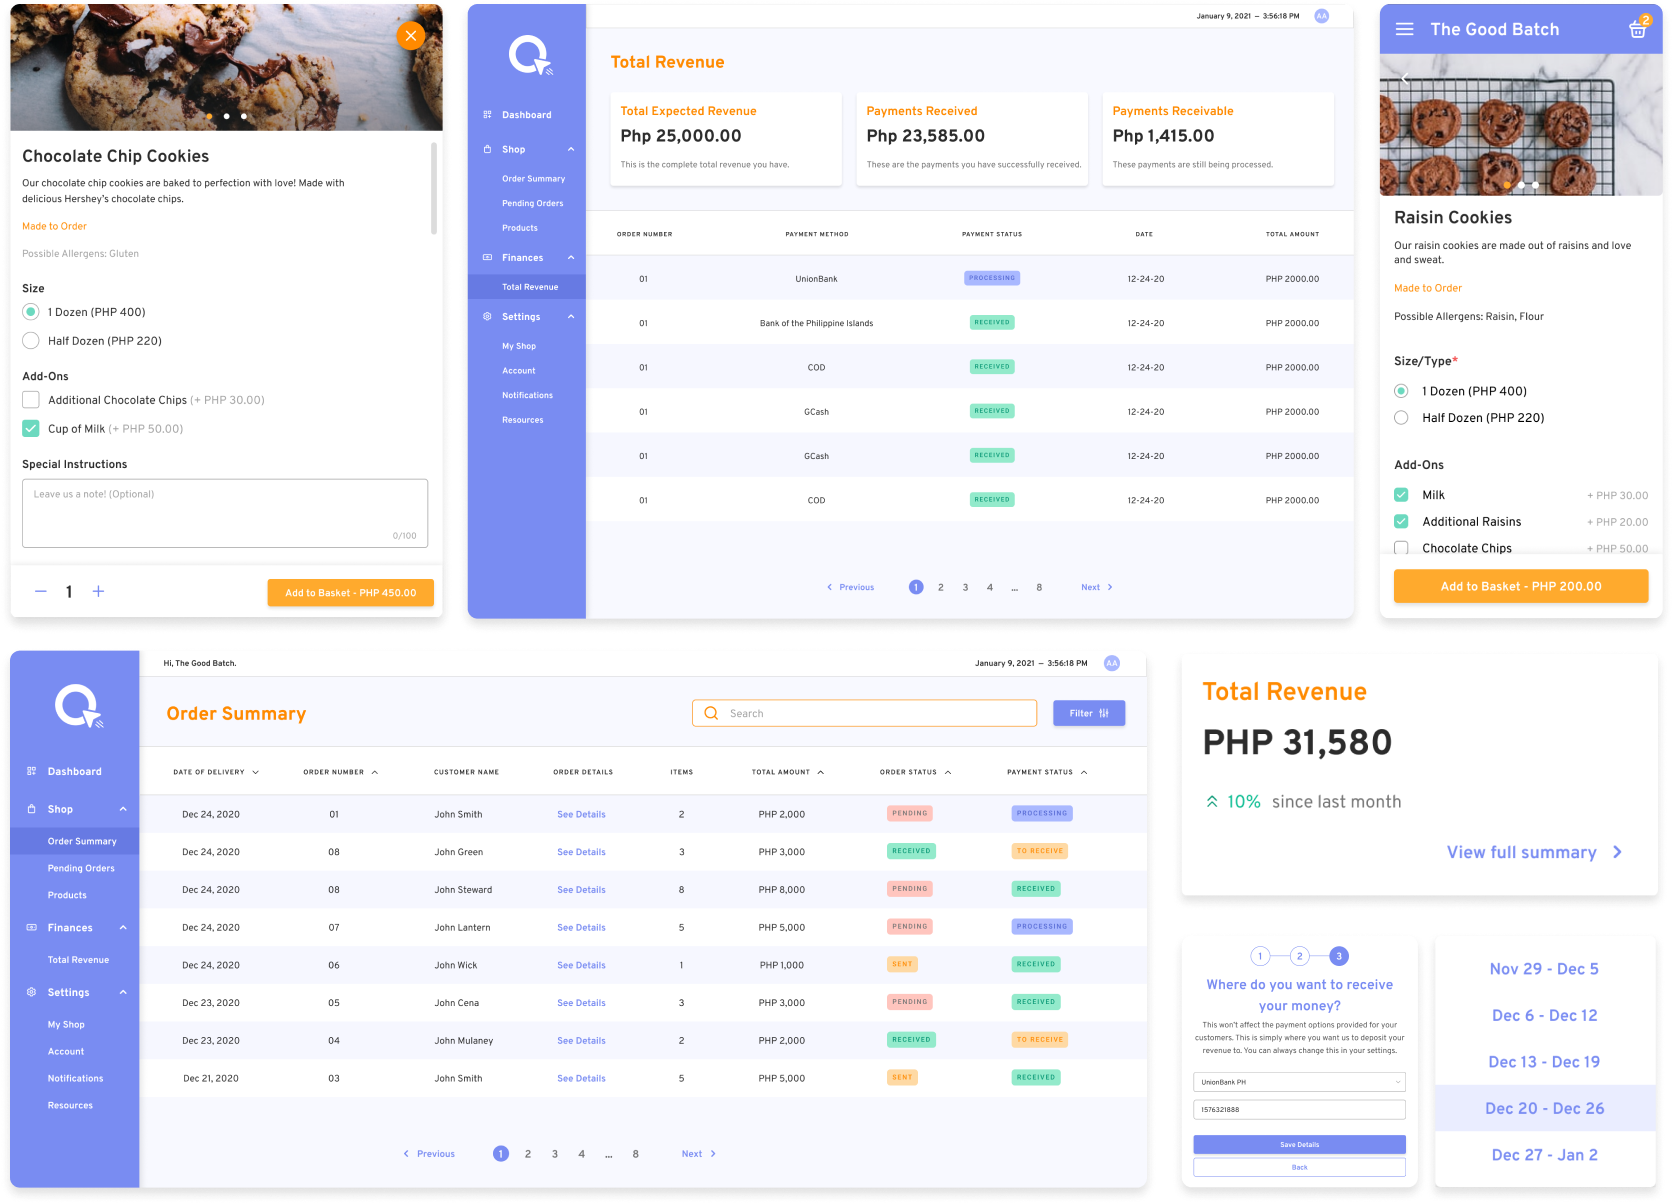 Chocolate Chip Cookies
Our chocolate chip cookies are baked to perfection with love! Made with
delicious Hershey's chocolate chips.
Made to Order
Possible Allergens: Gluten
Size
1 Dozen (PHP 400)
Half Dozen (PHP 220)
Add-Ons
Additional Chocolate Chips (+ PHP 30.00)
Cup of Milk (+ PHP 50.00)
Special Instructions
Leave us a note! (Optional)
0/100
1
Add to Basket - PHP 450.00
January 9, 2021 – 3:56:18 PM AA
Dashboard
Shop
Order Summary
Pending Orders
Products
Finances
Total Revenue
Settings
My Shop
Account
Notifications
Resources
Total Revenue
Total Expected Revenue
Php 25,000.00
This is the complete total revenue you have.
Payments Received
Php 23,585.00
These are the payments you have successfully received.
Payments Receivable
Php 1,415.00
These payments are still being processed.
ORDER NUMBER PAYMENT METHOD PAYMENT STATUS DATE TOTAL AMOUNT
01 UnionBank PROCESSING 12-24-20 PHP 2000.00
01 Bank of the Philippine Islands RECEIVED 12-24-20 PHP 2000.00
01 COD RECEIVED 12-24-20 PHP 2000.00
01 GCash RECEIVED 12-24-20 PHP 2000.00
01 GCash RECEIVED 12-24-20 PHP 2000.00
01 COD RECEIVED 12-24-20 PHP 2000.00
Previous 1 2 3 4 ... 8 Next
The Good Batch 2
Raisin Cookies
Our raisin cookies are made out of raisins and love
and sweat.
Made to Order
Possible Allergens: Raisin, Flour
Size/Type*
1 Dozen (PHP 400)
Half Dozen (PHP 220)
Add-Ons
Milk + PHP 30.00
Additional Raisins + PHP 20.00
Chocolate Chips + PHP 50.00
Add to Basket - PHP 200.00
Hi, The Good Batch. January 9, 2021 – 3:56:18 PM AA
Dashboard
Shop
Order Summary
Pending Orders
Products
Finances
Total Revenue
Settings
My Shop
Account
Notifications
Resources
Order Summary
Search
Filter
DATE OF DELIVERY ORDER NUMBER CUSTOMER NAME ORDER DETAILS ITEMS TOTAL AMOUNT ORDER STATUS PAYMENT STATUS
Dec 24, 2020 01 John Smith See Details 2 PHP 2,000 PENDING PROCESSING
Dec 24, 2020 08 John Green See Details 3 PHP 3,000 RECEIVED TO RECEIVE
Dec 24, 2020 08 John Steward See Details 8 PHP 8,000 PENDING RECEIVED
Dec 24, 2020 07 John Lantern See Details 5 PHP 5,000 PENDING PROCESSING
Dec 24, 2020 06 John Wick See Details 1 PHP 1,000 SENT RECEIVED
Dec 23, 2020 05 John Cena See Details 3 PHP 3,000 PENDING RECEIVED
Dec 23, 2020 04 John Mulaney See Details 2 PHP 2,000 RECEIVED TO RECEIVE
Dec 21, 2020 03 John Smith See Details 5 PHP 5,000 SENT RECEIVED
Previous 1 2 3 4 ... 8 Next
Total Revenue
PHP 31,580
10% since last month
View full summary
1 2 3
Where do you want to receive
your money?
This won't affect the payment options provided for your
customers. This is simply where you want us to deposit your
revenue to. You can always change this in your settings.
UnionBank PH
1576321888
Save Details
Back
Nov 29 - Dec 5
Dec 6 - Dec 12
Dec 13 - Dec 19
Dec 20 - Dec 26
Dec 27 - Jan 2